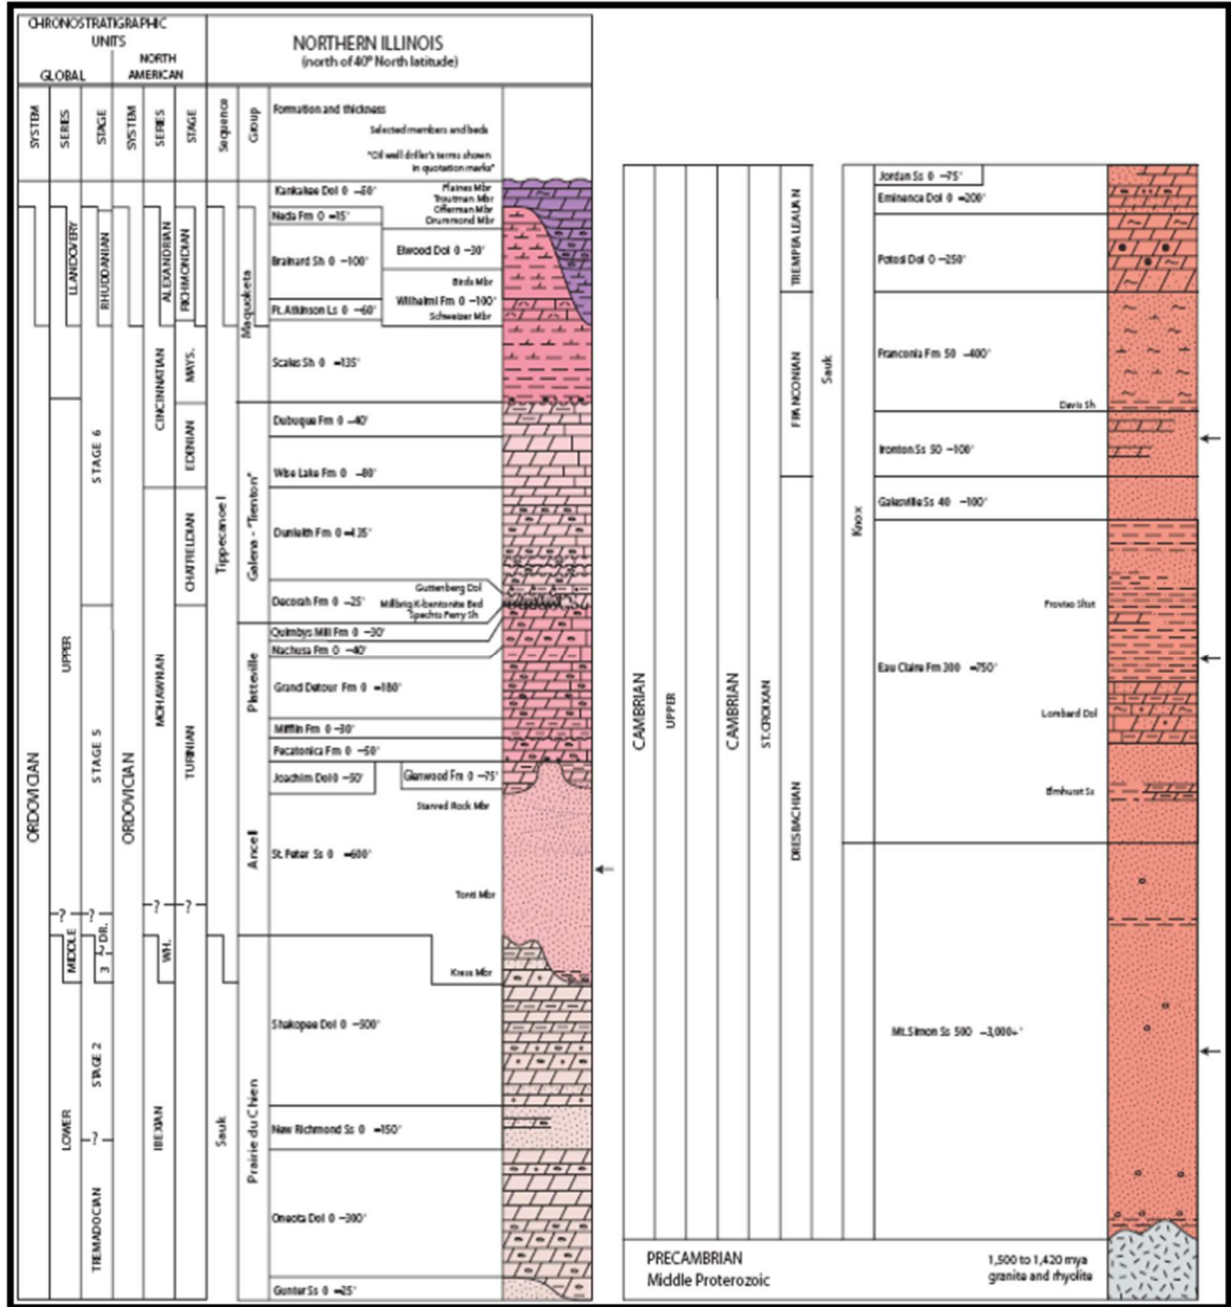 CHRONOSTRATIGRAPHIC
UNITS
GLOBAL
NORTH
AMERICAN
NORTHERN ILLINOIS
(north of 40° North latitude)
SYSTEM
SERIES
STAGE
SYSTEM
SERIES
STAGE
Sequence
Group
Formation and thickness
Selected members and beds
"Oil well driller's terms shown
in quotation marks"
ORDOVICIAN
LLANDOVERY
UPPER
MIDDLE
LOWER
RHUDDANIAN
STAGE 6
STAGE 5
DR.
3
STAGE 2
TREMADOCIAN
ORDOVICIAN
ALEXANDRIAN
CINCINNATIAN
MOHAWKIAN
WH.
IBEXIAN
RICHMONDIAN
MAYS.
EDENIAN
CHATFIELDIAN
TURINIAN
?
?
?
?
?
Tippecanoe I
Sauk
Maquoketa
Galena - "Trenton"
Platteville
Ancell
Prairie du Chien
Kankakee Dol 0 –50'
Plaines Mbr
Troutman Mbr
Offerman Mbr
Drummond Mbr
Neda Fm 0 –15'
Elwood Dol 0 –30'
Brainard Sh 0 –100'
Birds Mbr
Wilhelmi Fm 0 –100'
Ft. Atkinson Ls 0 –60'
Schweizer Mbr
Scales Sh 0 –135'
Dubuque Fm 0 –40'
Wise Lake Fm 0 –80'
Dunleith Fm 0 –135'
Guttenberg Dol
Decorah Fm 0 –25'
Millbrig K-bentonite Bed
Spechts Ferry Sh
Quimbys Mill Fm 0 –30'
Nachusa Fm 0 –40'
Grand Detour Fm 0 –180'
Mifflin Fm 0 –30'
Pecatonica Fm 0 –50'
Joachim Dol 0 –50'
Glenwood Fm 0 –75'
Starved Rock Mbr
St. Peter Ss 0 –600'
Tonti Mbr
Kress Mbr
Shakopee Dol 0 –500'
New Richmond Ss 0 –150'
Oneota Dol 0 –300'
Gunter Ss 0 –25'
CAMBRIAN
UPPER
CAMBRIAN
ST. CROIXAN
TREMPEALEAUAN
FRANCONIAN
DRESBACHIAN
Sauk
Knox
Jordan Ss 0 –75'
Eminence Dol 0 –200'
Potosi Dol 0 –250'
Franconia Fm 50 –400'
Davis Sh
Ironton Ss 50 –100'
Galesville Ss 40 –100'
Proviso Sltst
Eau Claire Fm 300 –750'
Lombard Dol
Elmhurst Ss
Mt. Simon Ss 500 –3,000+'
PRECAMBRIAN
Middle Proterozoic
1,500 to 1,420 mya
granite and rhyolite